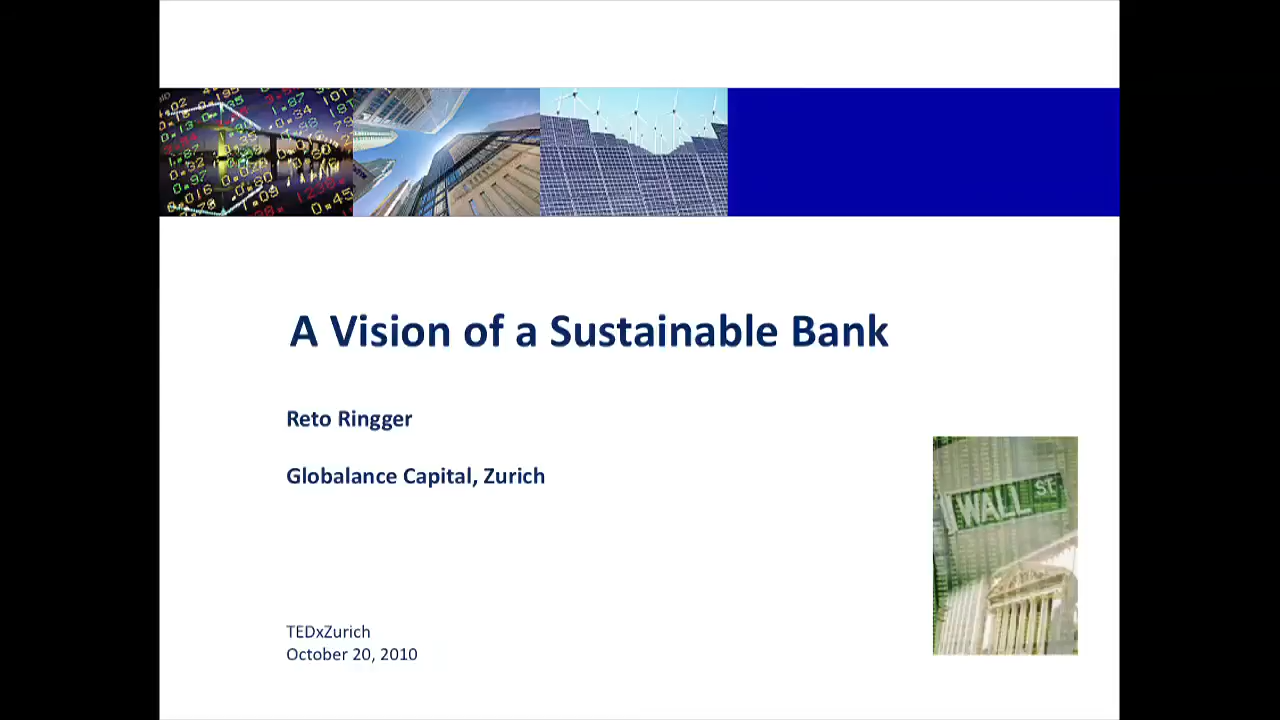 A Vision of a Sustainable Bank
Reto Ringger
Globalance Capital, Zurich
WALL ST
TEDxZurich
October 20, 2010